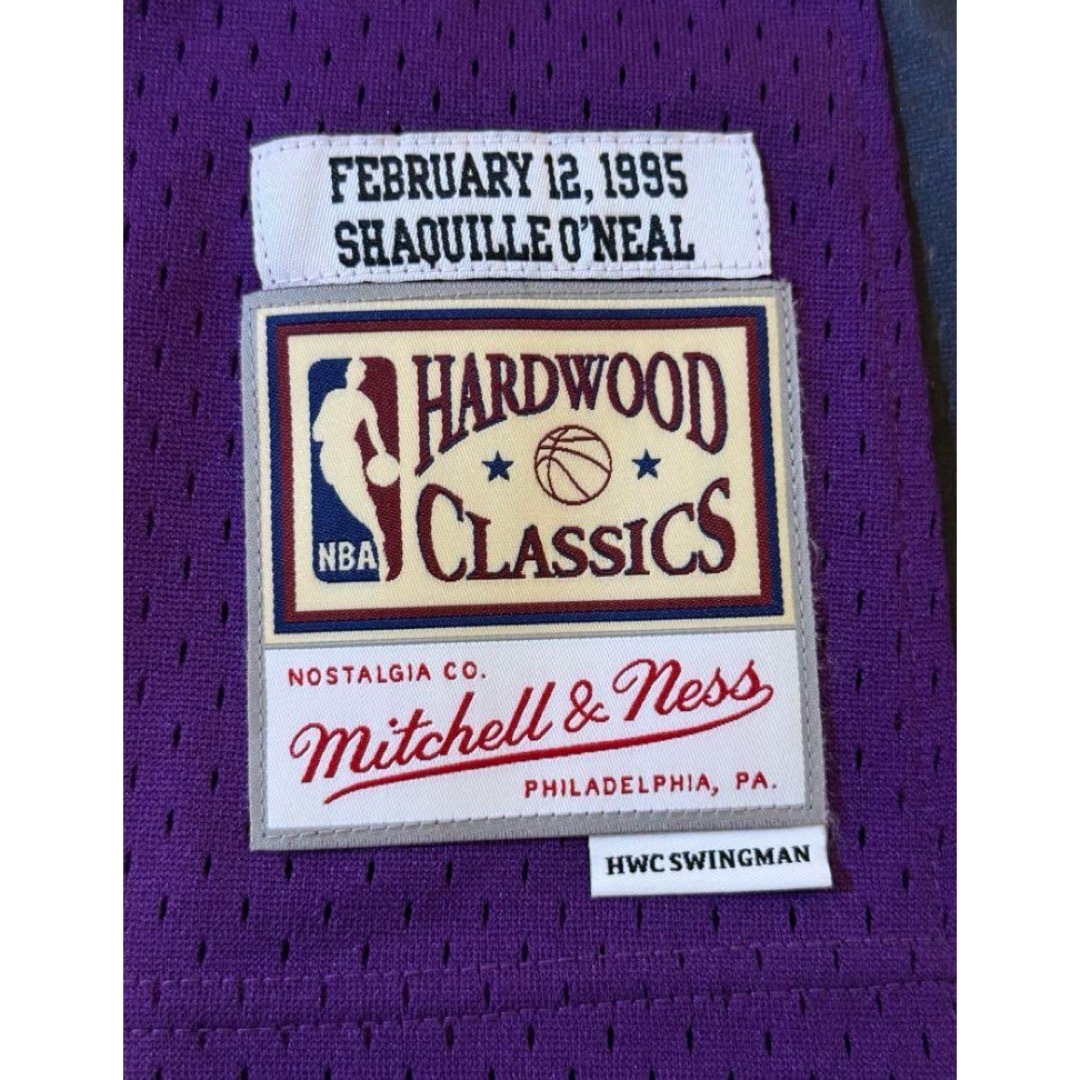 FEBRUARY 12, 1995
SHAQUILLE O'NEAL
HARDWOOD
CLASSICS
NBA
NOSTALGIA CO.
Mitchell & Ness
PHILADELPHIA, PA.
HWC SWINGMAN